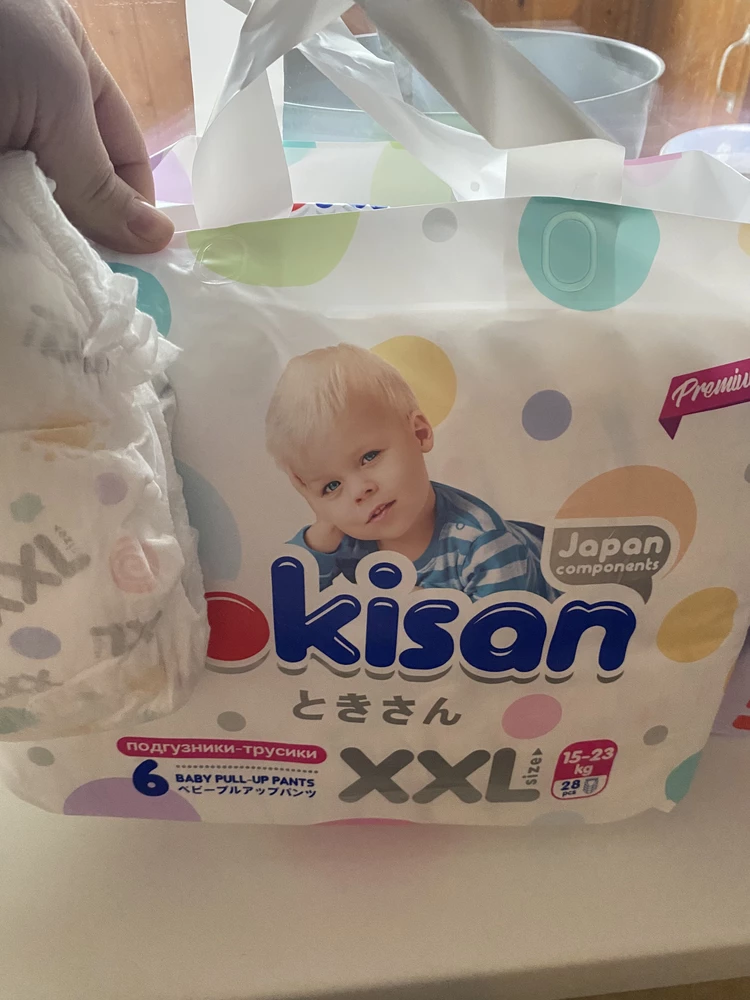 Premiu
Japan
components
kisan
ときさん
подгузники-трусики
6
BABY PULL-UP PANTS
ベビープルアップパンツ
XXL
size
15-23
kg
28
pcs
XXL